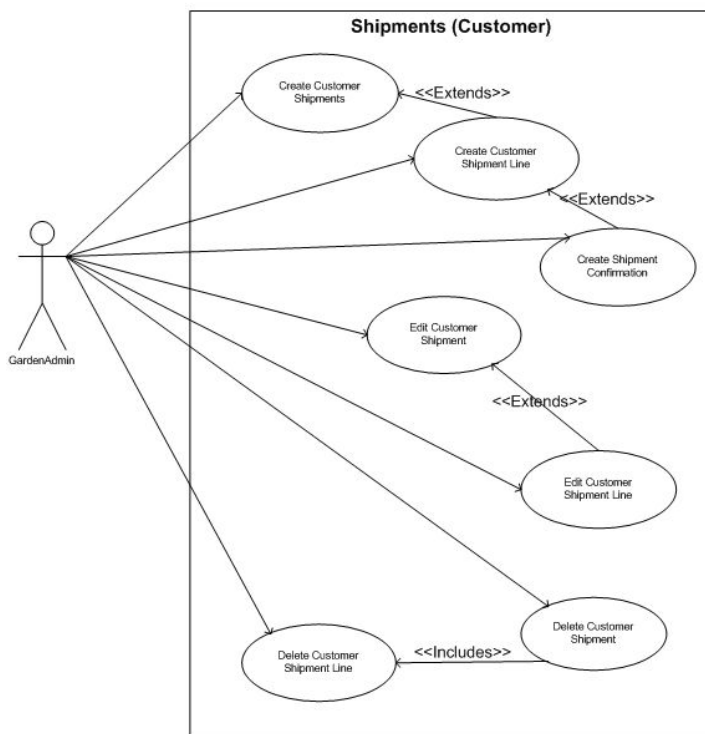 Shipments (Customer)
Create Customer
Shipments
<<Extends>>
Create Customer
Shipment Line
<<Extends>>
Create Shipment
Confirmation
GardenAdmin
Edit Customer
Shipment
<<Extends>>
Edit Customer
Shipment Line
Delete Customer
Shipment
<<Includes>>
Delete Customer
Shipment Line